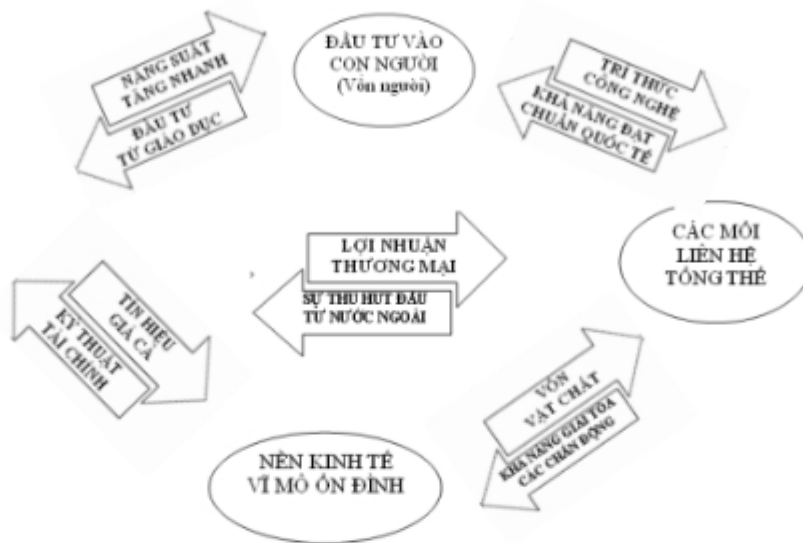 NĂNG SUẤT
TĂNG NHANH
ĐẦU TƯ
TỪ GIÁO DỤC
ĐẦU TƯ VÀO
CON NGƯỜI
(Vốn người)
TRI THỨC
CÔNG NGHỆ
KHẢ NĂNG ĐẠT
CHUẨN QUỐC TẾ
LỢI NHUẬN
THƯƠNG MẠI
SỰ THU HÚT ĐẦU
TƯ NƯỚC NGOÀI
CÁC MỐI
LIÊN HỆ
TỔNG THỂ
TÍN HIỆU
GIÁ CẢ
KỸ THUẬT
TÀI CHÍNH
VỐN
VẬT CHẤT
KHẢ NĂNG GIẢI TỎA
CÁC CHẤN ĐỘNG
NỀN KINH TẾ
VĨ MÔ ỔN ĐỊNH